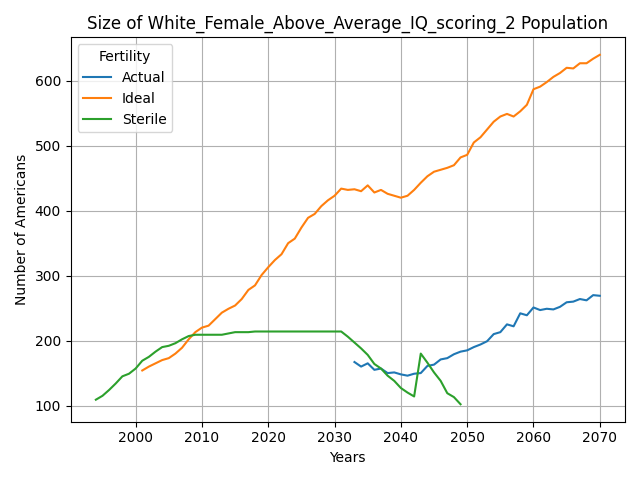 Size of White_Female_Above_Average_IQ_scoring_2 Population
Fertility
Actual
Ideal
Sterile
Number of Americans
600
500
400
300
200
100
2000 2010 2020 2030 2040 2050 2060 2070
Years